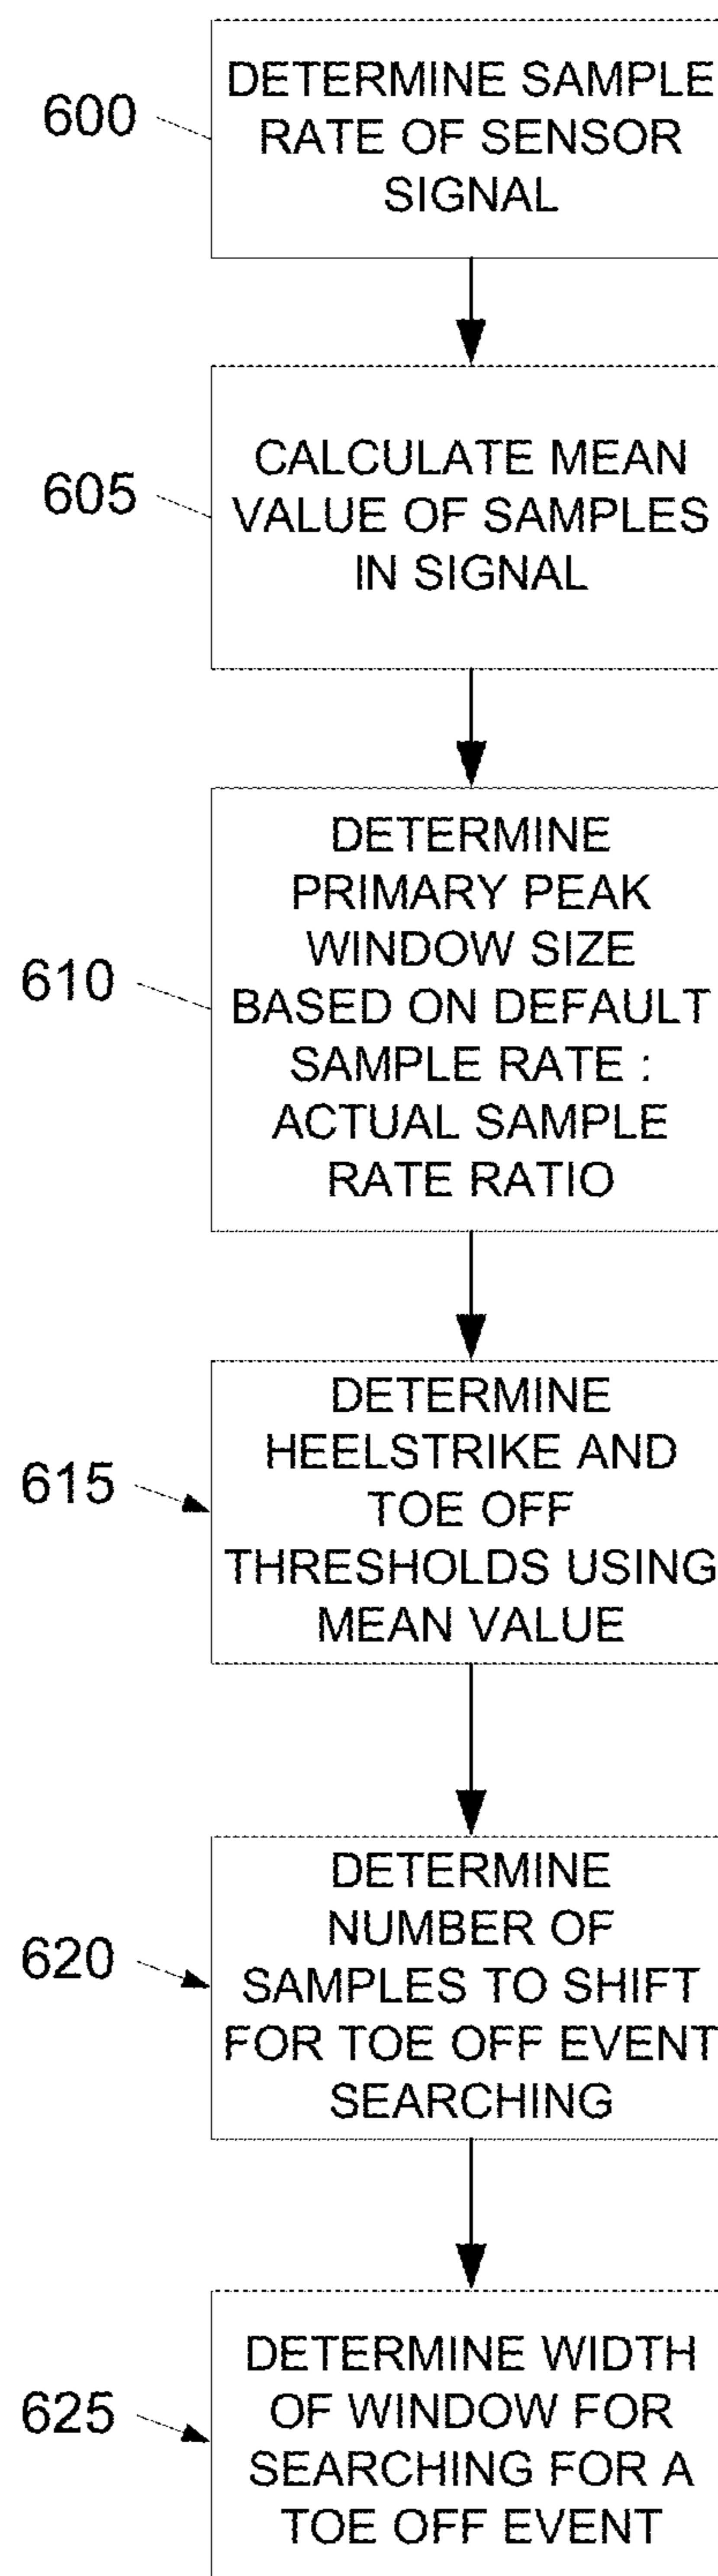 600
DETERMINE SAMPLE
RATE OF SENSOR
SIGNAL
605
CALCULATE MEAN
VALUE OF SAMPLES
IN SIGNAL
610
DETERMINE
PRIMARY PEAK
WINDOW SIZE
BASED ON DEFAULT
SAMPLE RATE :
ACTUAL SAMPLE
RATE RATIO
615
DETERMINE
HEELSTRIKE AND
TOE OFF
THRESHOLDS USING
MEAN VALUE
620
DETERMINE
NUMBER OF
SAMPLES TO SHIFT
FOR TOE OFF EVENT
SEARCHING
625
DETERMINE WIDTH
OF WINDOW FOR
SEARCHING FOR A
TOE OFF EVENT